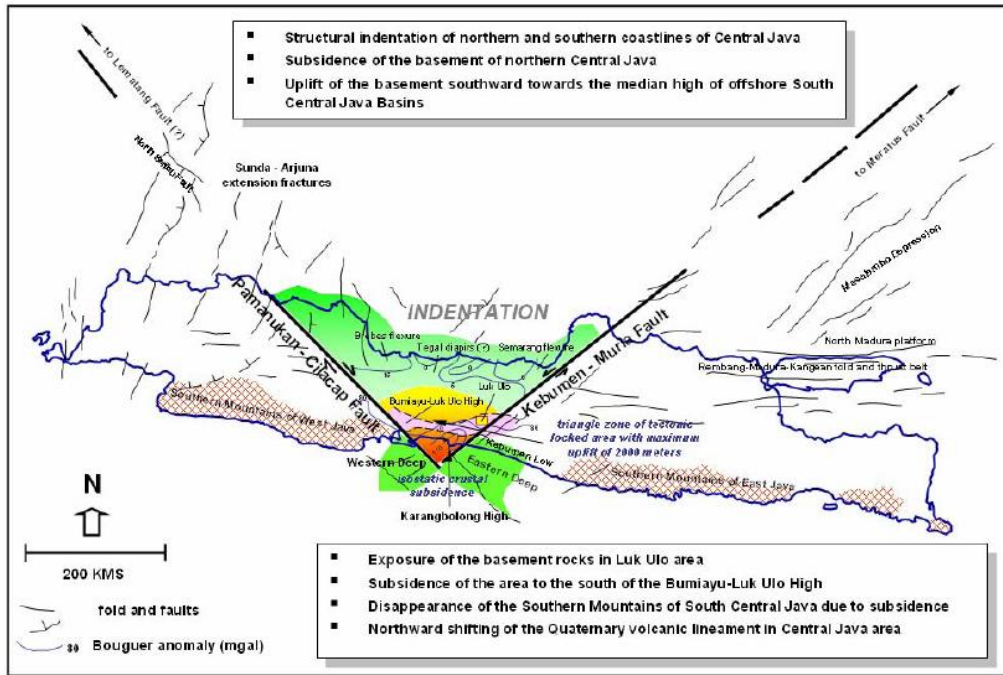 ▪ Structural indentation of northern and southern coastlines of Central Java
▪ Subsidence of the basement of northern Central Java
▪ Uplift of the basement southward towards the median high of offshore South
Central Java Basins
to Lematang Fault (?)
to Meratus Fault
Sunda - Arjuna
extension fractures
Masalembo Depression
INDENTATION
Pamanukan - Cilacap Fault
Kebumen - Muria Fault
Brebes flexure
Tegal diapirs (?)
Semarang flexure
North Madura platform
Rembang-Madura-Kangean fold and thrust belt
Luk Ulo
Bumiayu-Luk Ulo High
80
80
0
0
Southern Mountains of West Java
triangle zone of tectonic
locked area with maximum
uplift of 2000 meters
Kebumen Low
Western Deep
Eastern Deep
isostatic crustal
subsidence
Karangbolong High
Southern Mountains of East Java
N
200 KMS
fold and faults
80 Bouguer anomaly (mgal)
▪ Exposure of the basement rocks in Luk Ulo area
▪ Subsidence of the area to the south of the Bumiayu-Luk Ulo High
▪ Disappearance of the Southern Mountains of South Central Java due to subsidence
▪ Northward shifting of the Quaternary volcanic lineament in Central Java area